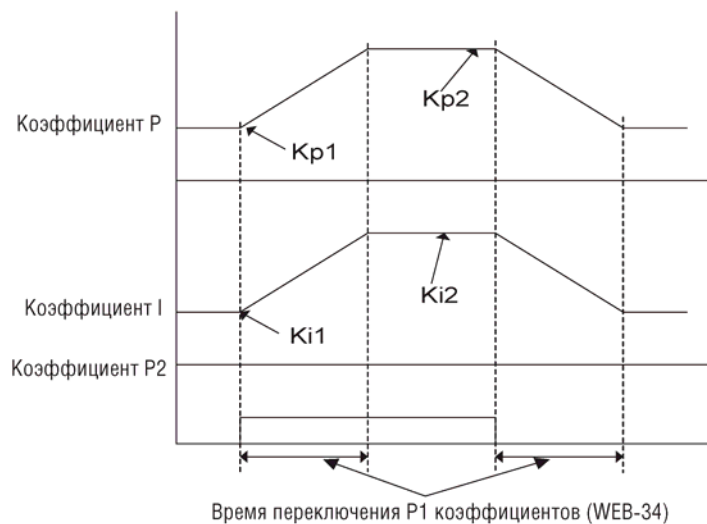 Коэффициент P
Kp1
Kp2
Коэффициент I
Ki1
Ki2
Коэффициент P2
Время переключения P1 коэффициентов (WEB-34)